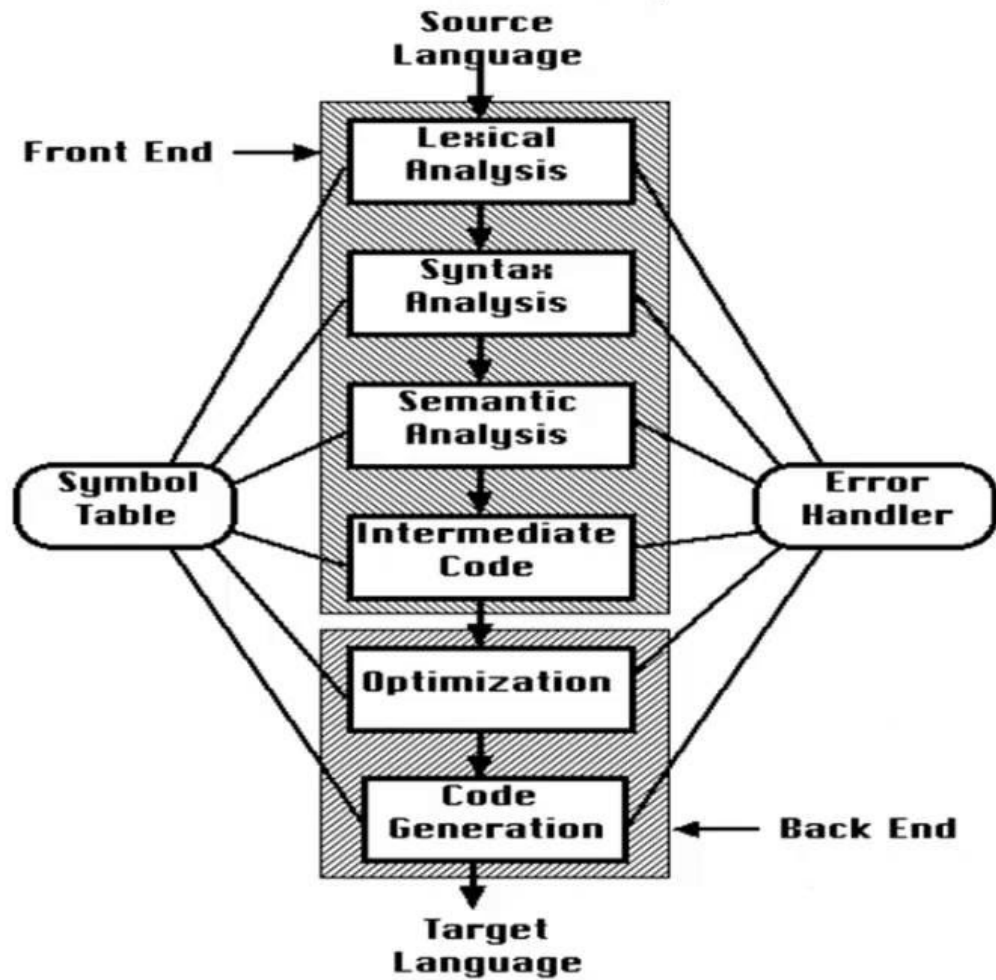 Source
Language
Front End
Lexical
Analysis
Syntax
Analysis
Semantic
Analysis
Symbol
Table
Error
Handler
Intermediate
Code
Optimization
Code
Generation
Back End
Target
Language